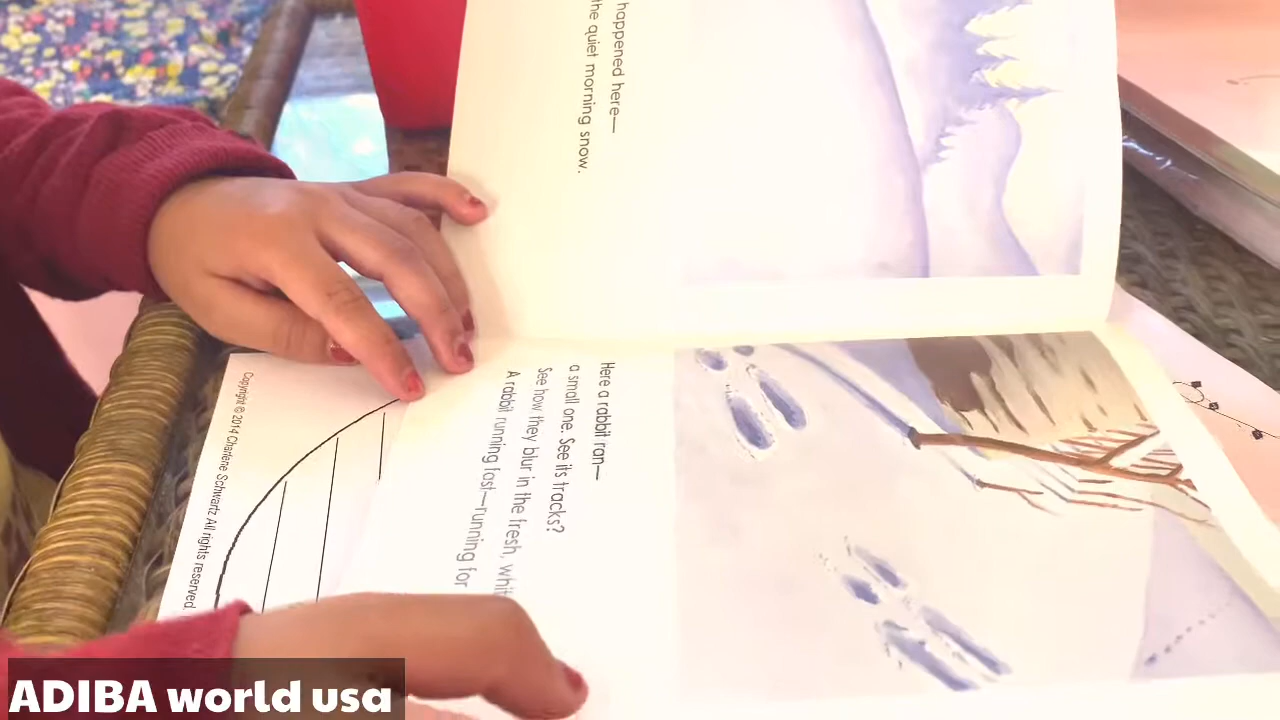 happened here—
the quiet morning snow.
Here a rabbit ran—
a small one. See its tracks?
See how they blur in the fresh,
A rabbit running fast—running for
Copyright © 2014 Charlene Schwartz All rights reserved.
ADIBA world usa